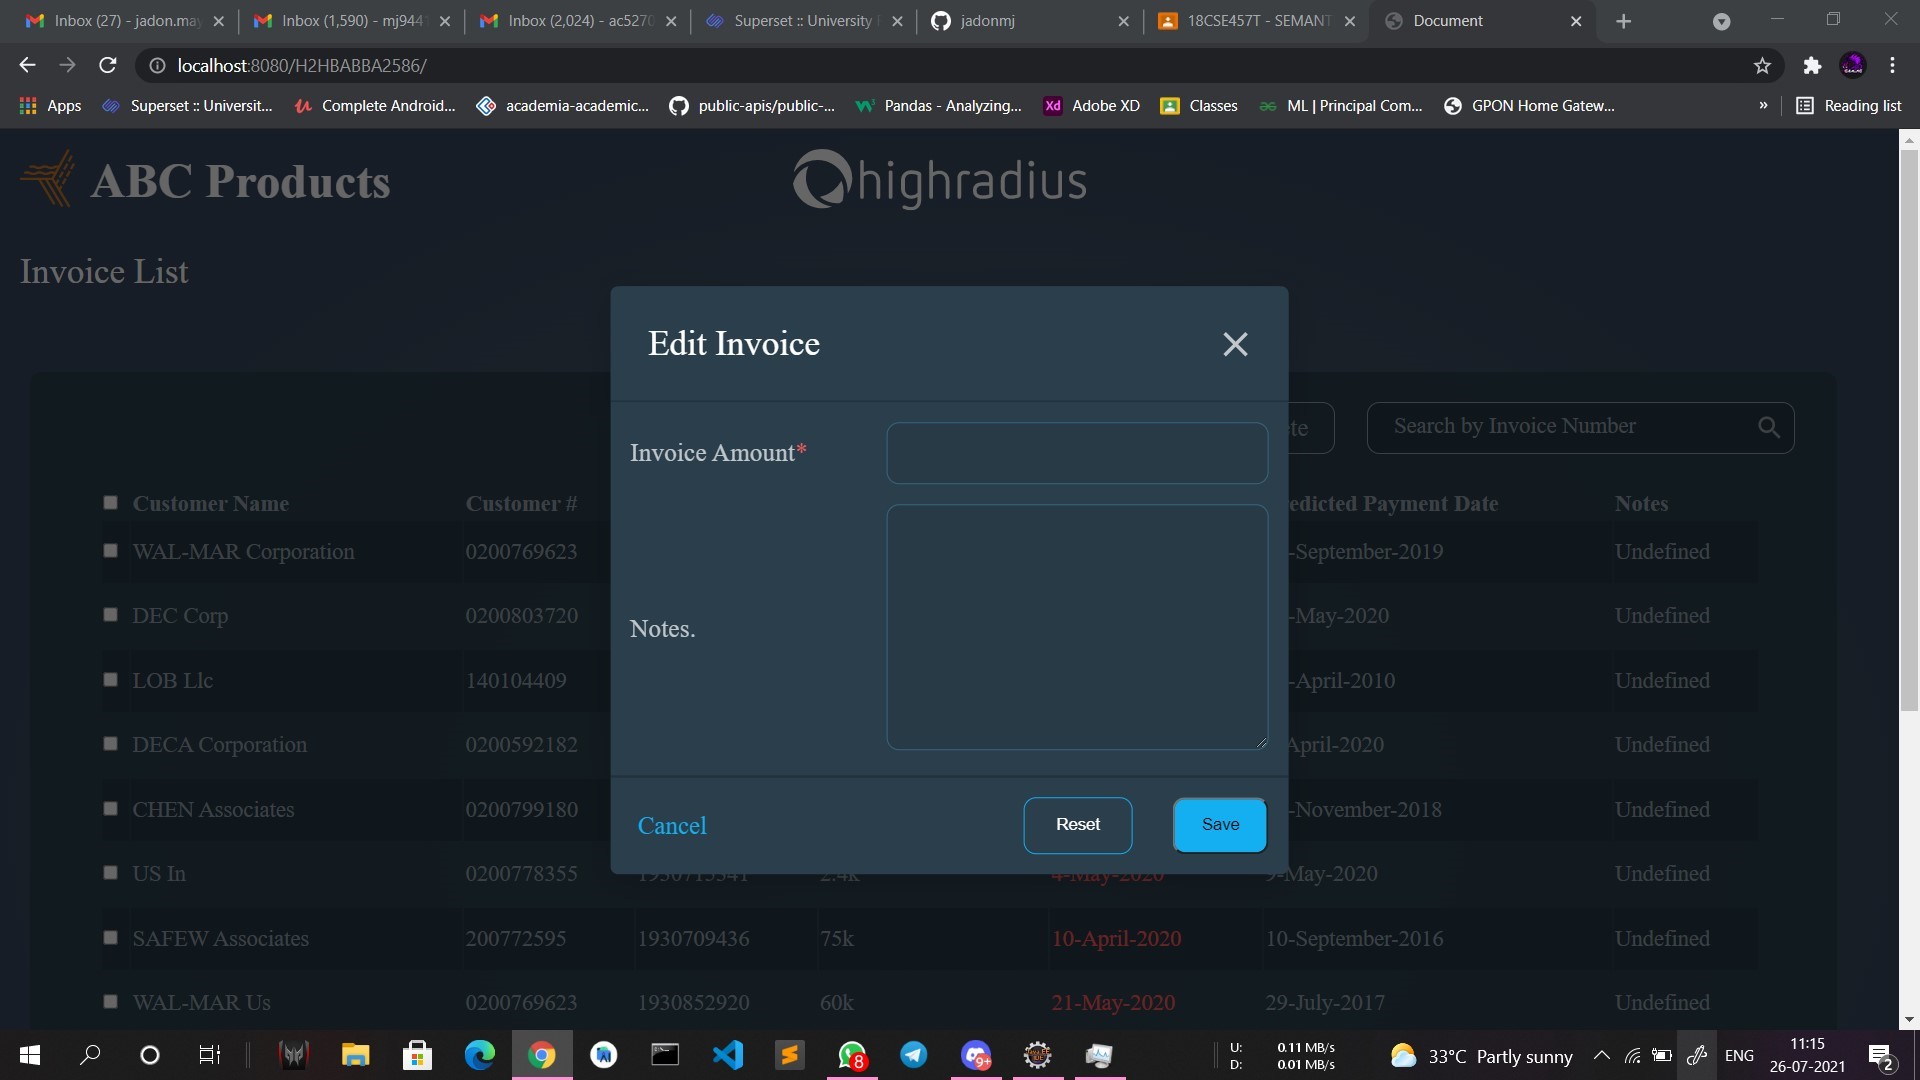 Inbox (27) - jadon.may
Inbox (1,590) - mj944
Inbox (2,024) - ac5270
Superset :: University
jadonmj
18CSE457T - SEMANT
Document
localhost:8080/H2HBABBA2586/
Apps
Superset :: Universit...
Complete Android...
academia-academic...
public-apis/public-...
Pandas - Analyzing...
Xd Adobe XD
Classes
ML | Principal Com...
GPON Home Gatew...
»
Reading list
ABC Products
highradius
Invoice List
Edit Invoice
Invoice Amount*
Notes.
Cancel
Reset
Save
te
Search by Invoice Number
Customer Name Customer # edicted Payment Date Notes
WAL-MAR Corporation 0200769623 -September-2019 Undefined
DEC Corp 0200803720 -May-2020 Undefined
LOB Llc 140104409 -April-2010 Undefined
DECA Corporation 0200592182 April-2020 Undefined
CHEN Associates 0200799180 -November-2018 Undefined
US In 0200778355 1930715341 2.4k 4-May-2020 9-May-2020 Undefined
SAFEW Associates 200772595 1930709436 75k 10-April-2020 10-September-2016 Undefined
WAL-MAR Us 0200769623 1930852920 60k 21-May-2020 29-July-2017 Undefined
8
9+
U: 0.11 MB/s
D: 0.01 MB/s
33°C Partly sunny
ENG
11:15
26-07-2021
2